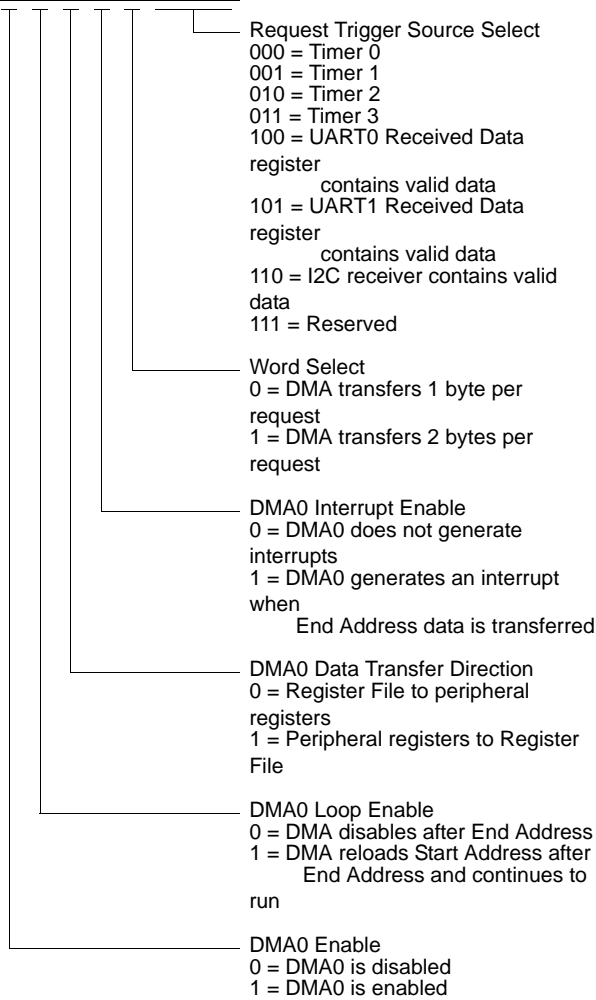 Request Trigger Source Select
000 = Timer 0
001 = Timer 1
010 = Timer 2
011 = Timer 3
100 = UART0 Received Data
register
contains valid data
101 = UART1 Received Data
register
contains valid data
110 = I2C receiver contains valid
data
111 = Reserved
Word Select
0 = DMA transfers 1 byte per
request
1 = DMA transfers 2 bytes per
request
DMA0 Interrupt Enable
0 = DMA0 does not generate
interrupts
1 = DMA0 generates an interrupt
when
End Address data is transferred
DMA0 Data Transfer Direction
0 = Register File to peripheral
registers
1 = Peripheral registers to Register
File
DMA0 Loop Enable
0 = DMA disables after End Address
1 = DMA reloads Start Address after
End Address and continues to
run
DMA0 Enable
0 = DMA0 is disabled
1 = DMA0 is enabled